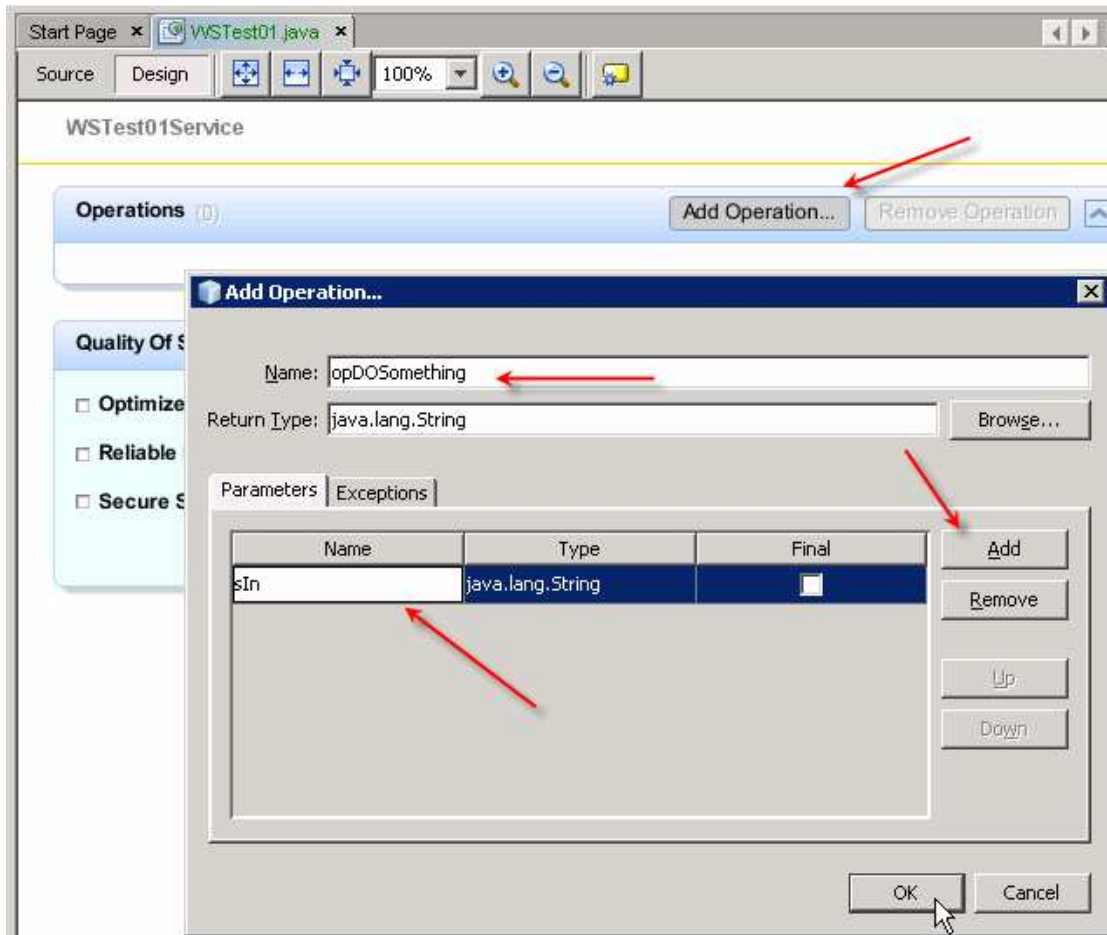 Start Page WSTest01.java
Source Design 100%
WSTest01Service
Operations (0) Add Operation... Remove Operation
Add Operation...
Quality Of S
Name: opDOSomething
Optimize
Return Type: java.lang.String Browse...
Reliable
Parameters Exceptions
Secure S
Name Type Final Add
sIn java.lang.String
Remove
Up
Down
OK Cancel